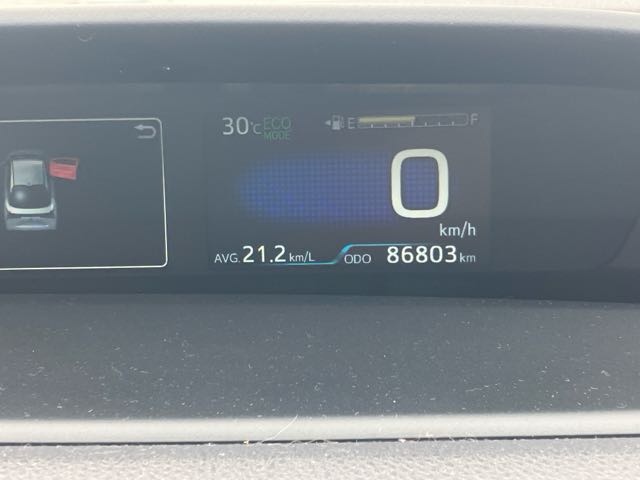 30°C ECO MODE E F
0
km/h
AVG. 21.2 km/L ODO 86803 km